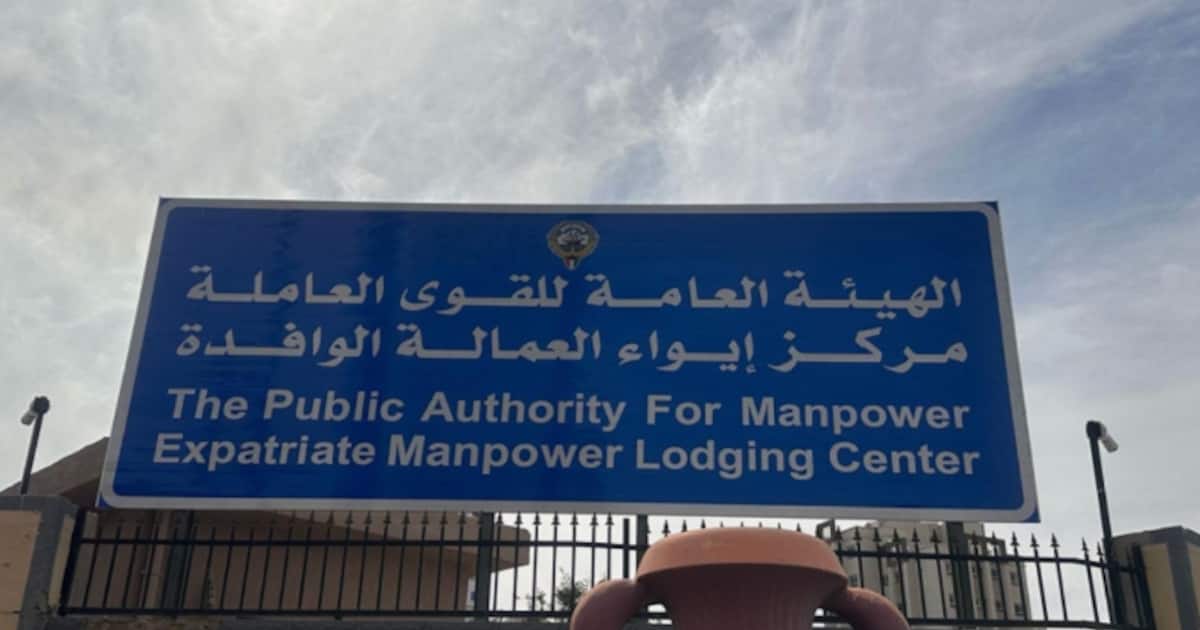 الهيئة العامة للقوى العاملة
مركز إيواء العمالة الوافدة
The Public Authority For Manpower
Expatriate Manpower Lodging Center